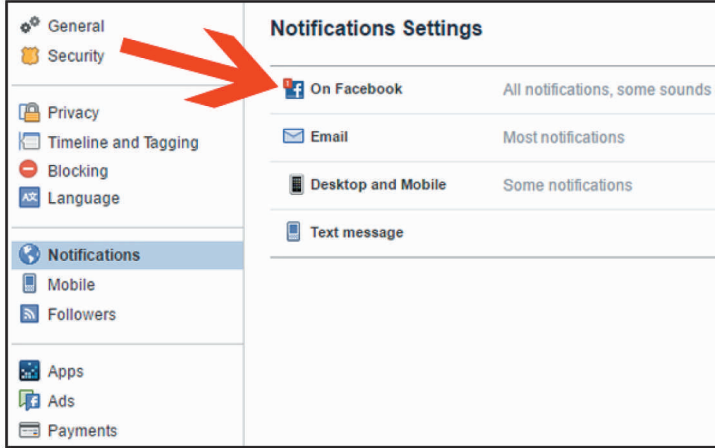 General
Security
Privacy
Timeline and Tagging
Blocking
Language
Notifications
Mobile
Followers
Apps
Ads
Payments
Notifications Settings
On Facebook All notifications, some sounds
Email Most notifications
Desktop and Mobile Some notifications
Text message